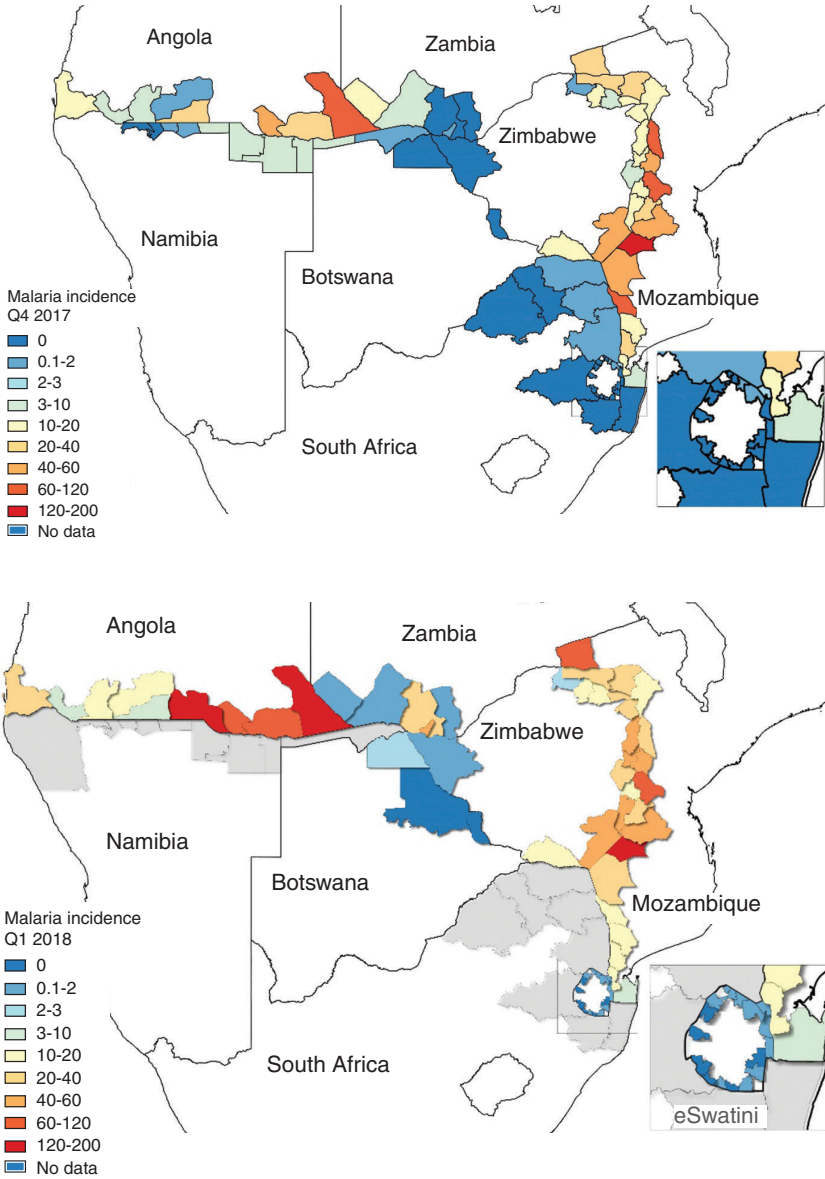 Angola
Zambia
Zimbabwe
Namibia
Botswana
Mozambique
South Africa
Malaria incidence
Q4 2017
0
0.1-2
2-3
3-10
10-20
20-40
40-60
60-120
120-200
No data
Angola
Zambia
Zimbabwe
Namibia
Botswana
Mozambique
South Africa
eSwatini
Malaria incidence
Q1 2018
0
0.1-2
2-3
3-10
10-20
20-40
40-60
60-120
120-200
No data